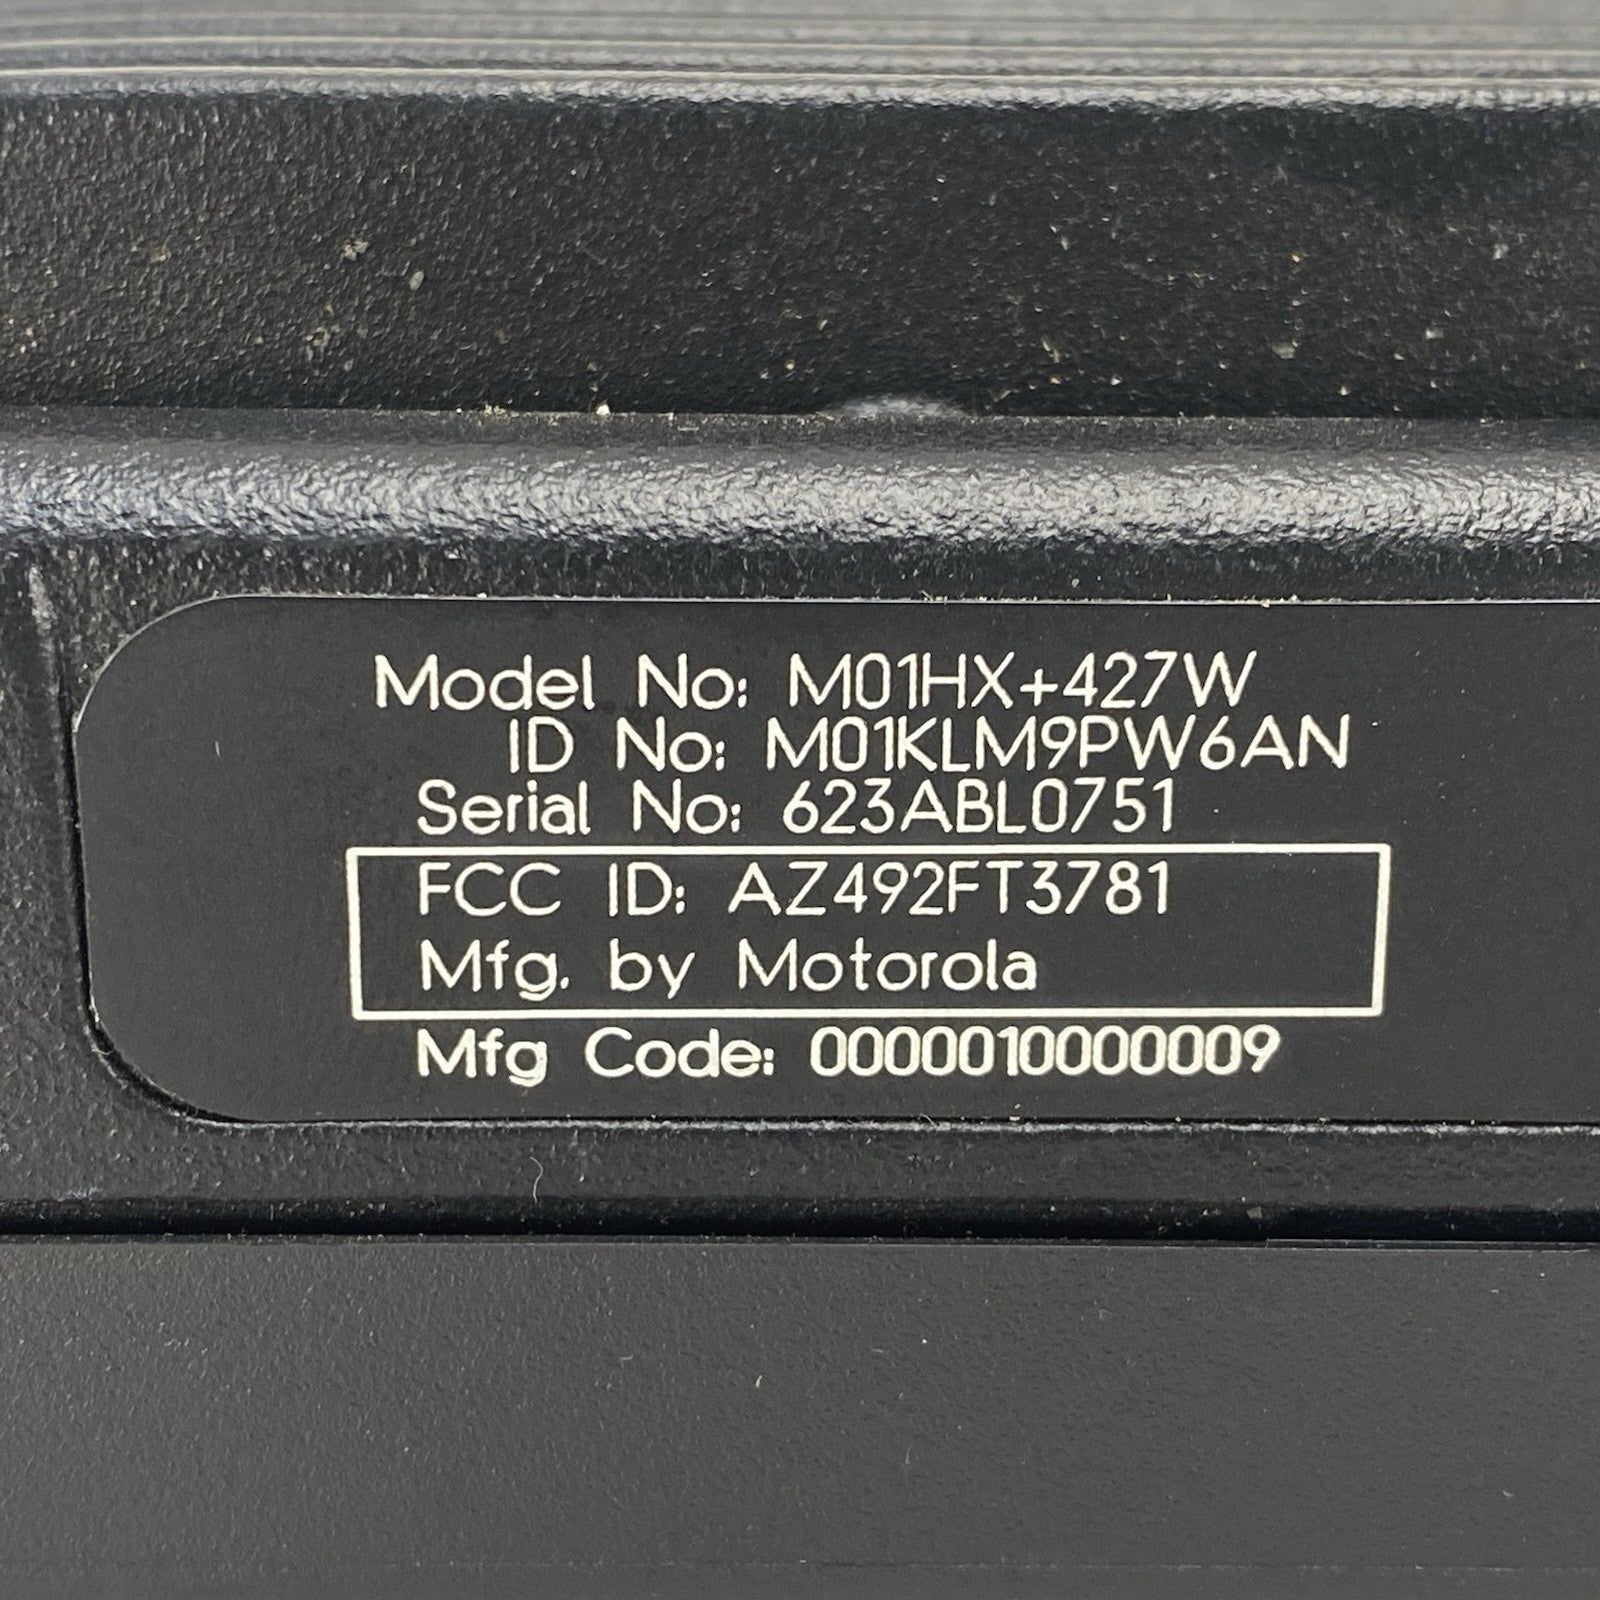 Model No: M01HX+427W
ID No: M01KLM9PW6AN
Serial No: 623ABL0751
FCC ID: AZ492FT3781
Mfg. by Motorola
Mfg Code: 0000010000009